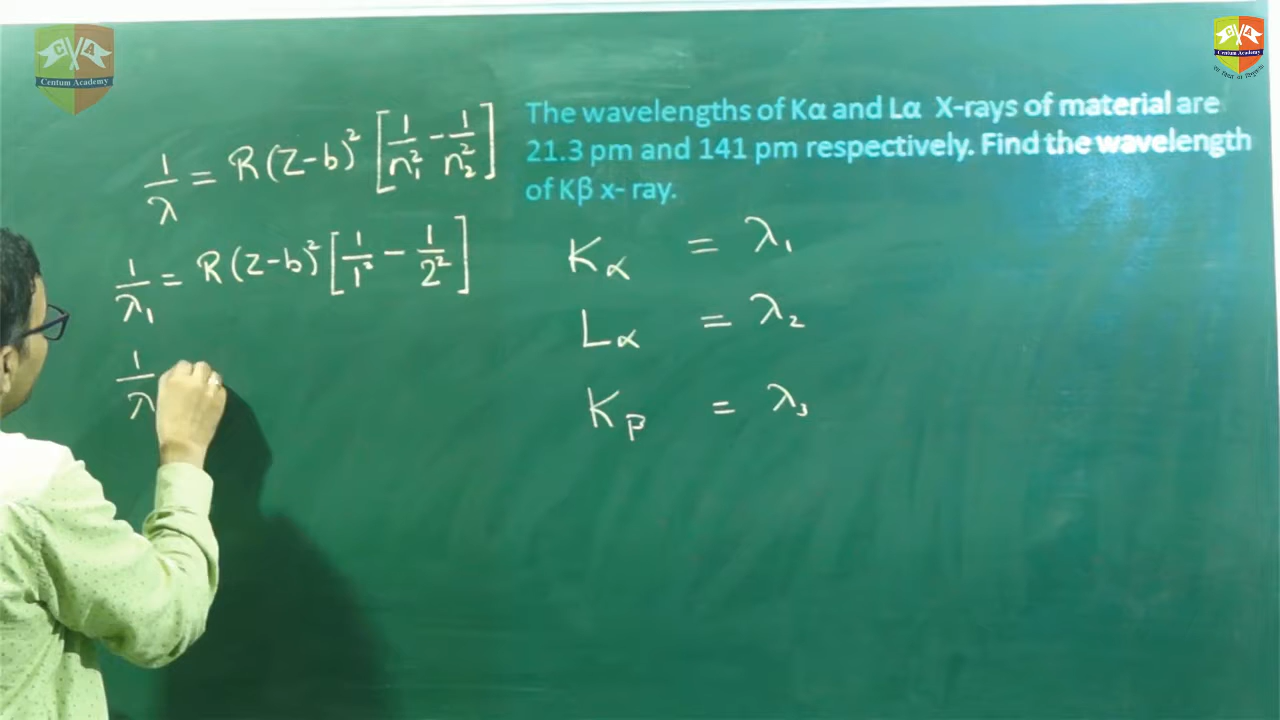 C A
Centum Academy
C A
Centum Academy
The wavelengths of Kα and Lα X-rays of material are
21.3 pm and 141 pm respectively. Find the wavelength
of Kβ x- ray.
1/λ = R(Z-b)² [1/n₁² - 1/n₂²]
1/λ₁ = R(Z-b)² [1/1² - 1/2²]
1/λ
Kα = λ₁
Lα = λ₂
Kβ = λ₃